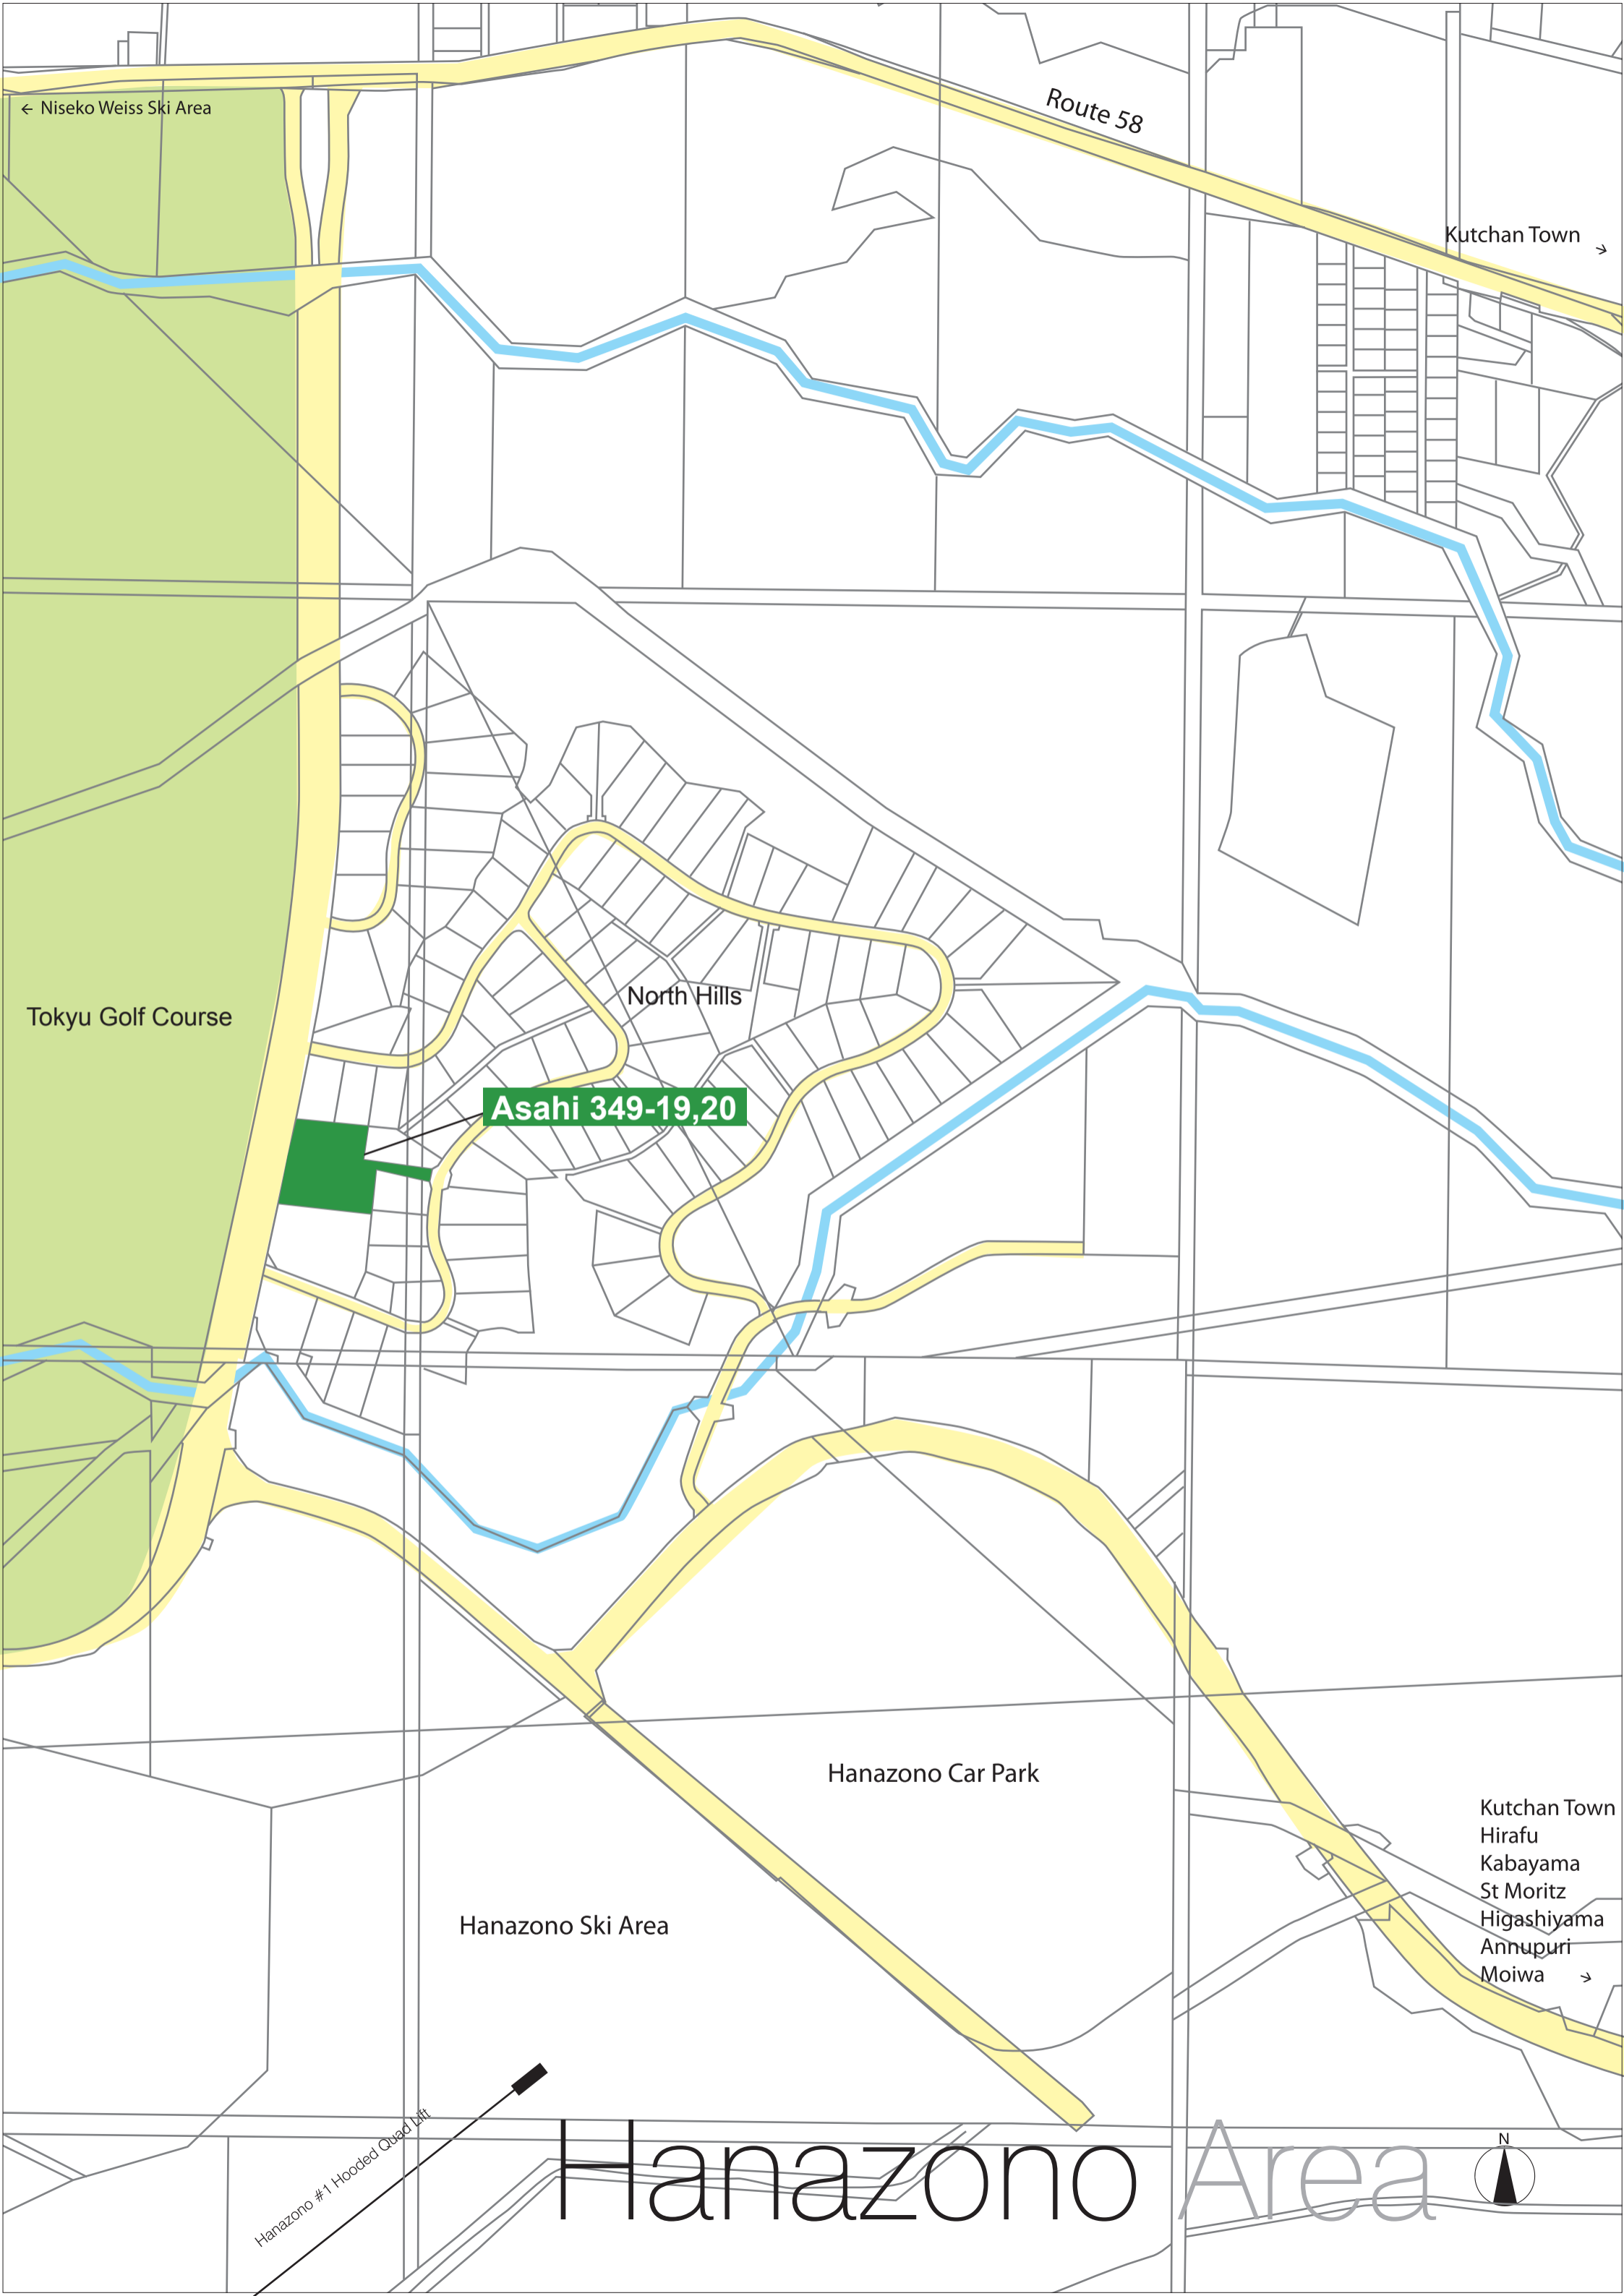 Route 58
← Niseko Weiss Ski Area
Kutchan Town →
North Hills
Tokyu Golf Course
Asahi 349-19,20
Hanazono Car Park
Kutchan Town
Hirafu
Kabayama
St Moritz
Higashiyama
Annupuri
Moiwa →
Hanazono Ski Area
Hanazono #1 Hooded Quad Lift
Hanazono Area
N